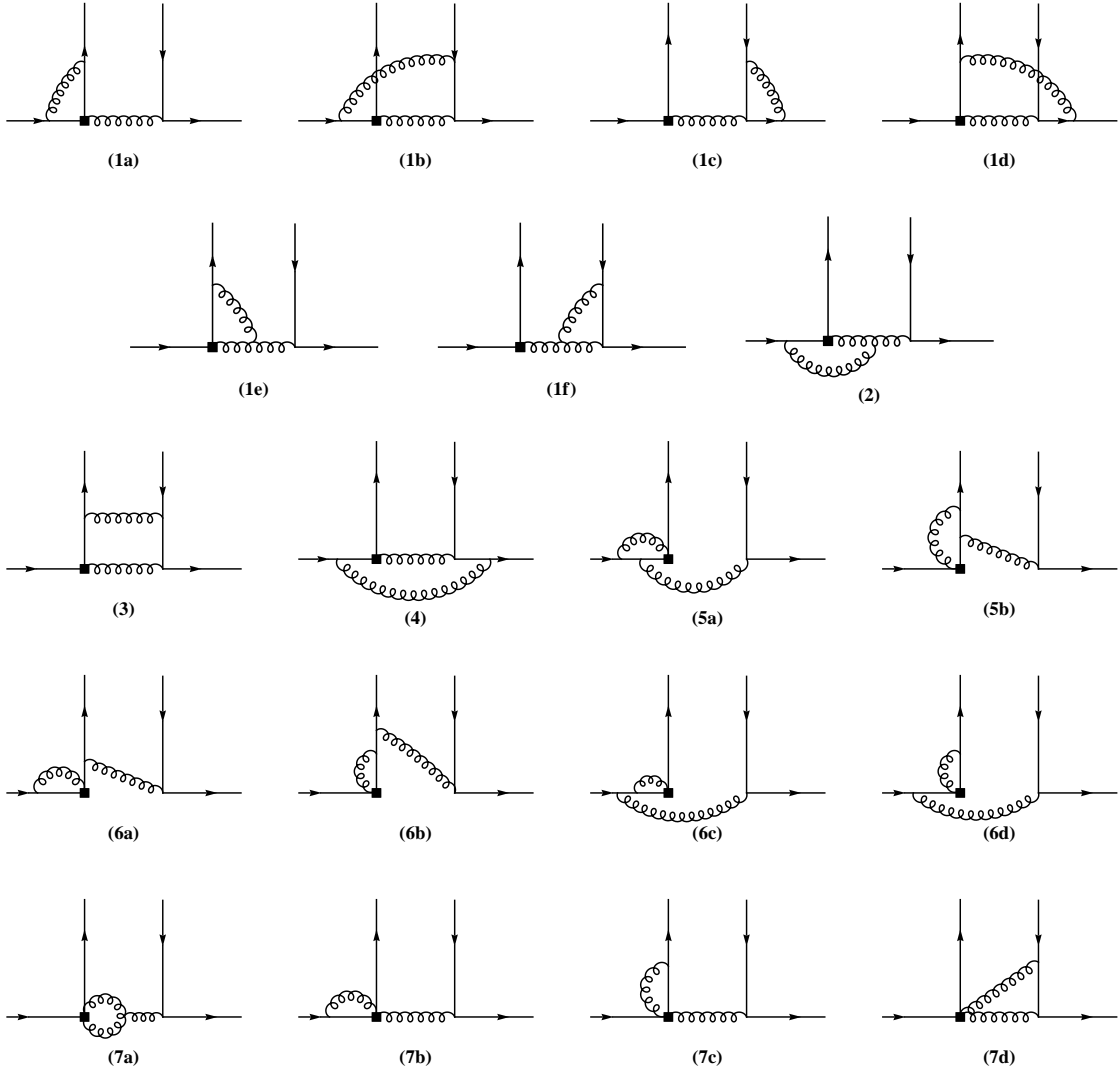 (1a) (1b) (1c) (1d)
(1e) (1f) (2)
(3) (4) (5a) (5b)
(6a) (6b) (6c) (6d)
(7a) (7b) (7c) (7d)